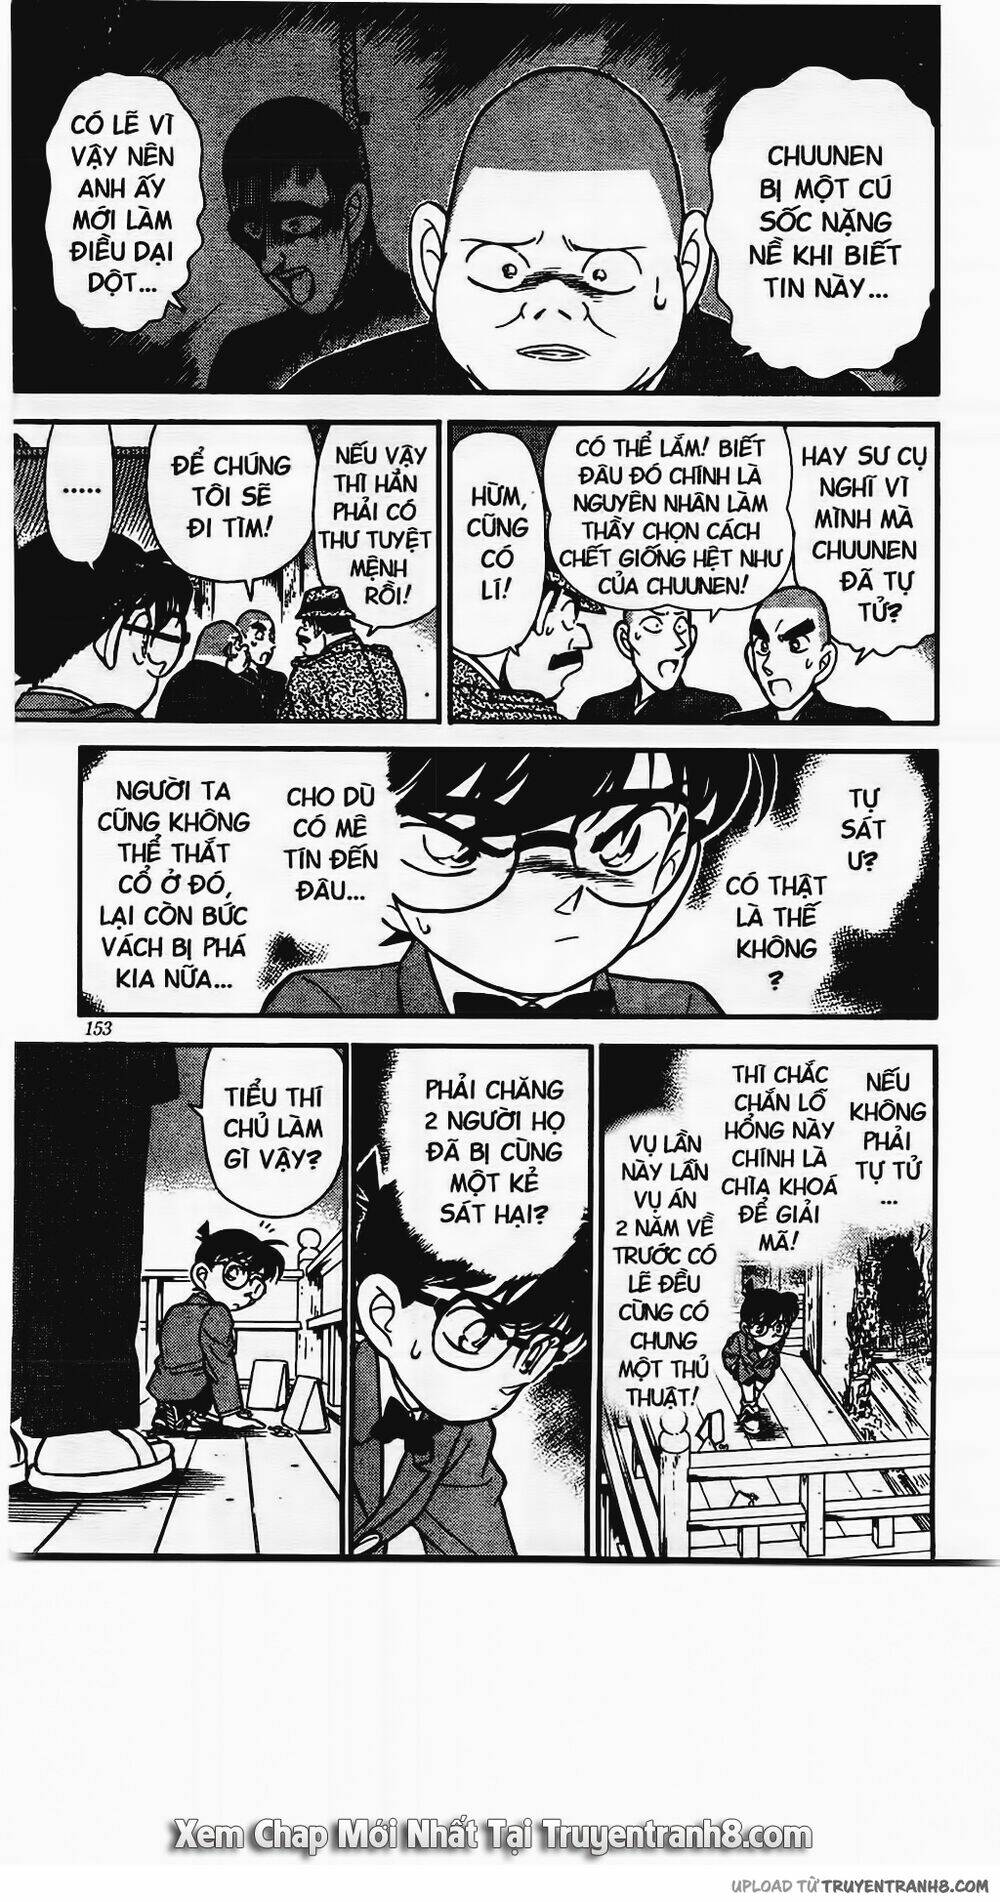 CHUUNEN
BỊ MỘT CÚ
SỐC NẶNG
NỀ KHI BIẾT
TIN NÀY...
CÓ LẼ VÌ
VẬY NÊN
ANH ẤY
MỚI LÀM
ĐIỀU DẠI
DỘT...
HAY SƯ CỤ
NGHĨ VÌ
MÌNH MÀ
CHUUNEN
ĐÃ TỰ
TỬ?
CÓ THỂ LẮM! BIẾT
ĐÂU ĐÓ CHÍNH LÀ
NGUYÊN NHÂN LÀM
THẦY CHỌN CÁCH
CHẾT GIỐNG HỆT NHƯ
CỦA CHUUNEN!
HỪM,
CŨNG
CÓ
LÍ!
NẾU VẬY
THÌ HẲN
PHẢI CÓ
THƯ TUYỆT
MỆNH
RỒI!
ĐỂ CHÚNG
TÔI SẼ
ĐI TÌM!
......
TỰ
SÁT
Ư?
CÓ THẬT
LÀ THẾ
KHÔNG
?
CHO DÙ
CÓ MÊ
TÍN ĐẾN
ĐÂU...
NGƯỜI TA
CŨNG KHÔNG
THỂ THẮT
CỔ Ở ĐÓ,
LẠI CÒN BỨC
VÁCH BỊ PHÁ
KIA NỮA...
153
NẾU
KHÔNG
PHẢI
TỰ TỬ
...
THÌ CHẮC
CHẮN LỖ
HỔNG NÀY
CHÍNH LÀ
CHÌA KHOÁ
ĐỂ GIẢI
MÃ!
VỤ LẦN
NÀY LẪN
VỤ ÁN
2 NĂM VỀ
TRƯỚC CÓ
LẼ ĐỀU
CÙNG CÓ
CHUNG
MỘT THỦ
THUẬT!
PHẢI CHĂNG
2 NGƯỜI HỌ
ĐÃ BỊ CÙNG
MỘT KẺ
SÁT HẠI?
TIỂU THÍ
CHỦ LÀM
GÌ VẬY?
Xem Chap Mới Nhất Tại Truyentranh8.com
UPLOAD TỪ TRUYENTRANH8.COM